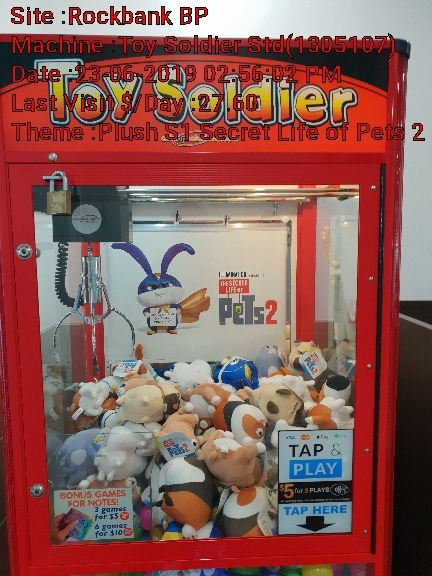 Site :Rockbank BP
Machine :Toy Soldier Std(1305107)
Date :23-06-2019 02:56:02 PM
Last Visit $/Day :27.60
Theme :Plush S1 Secret Life of Pets 2
Toy Soldier
ILLUMINATION
THE SECRET
LIFE OF
PeTs 2
VISA
Pay
TAP &
PLAY
$5 for 3 PLAYS
TAP HERE
BONUS GAMES
FOR NOTES!
3 games
for $5
6 games
for $10